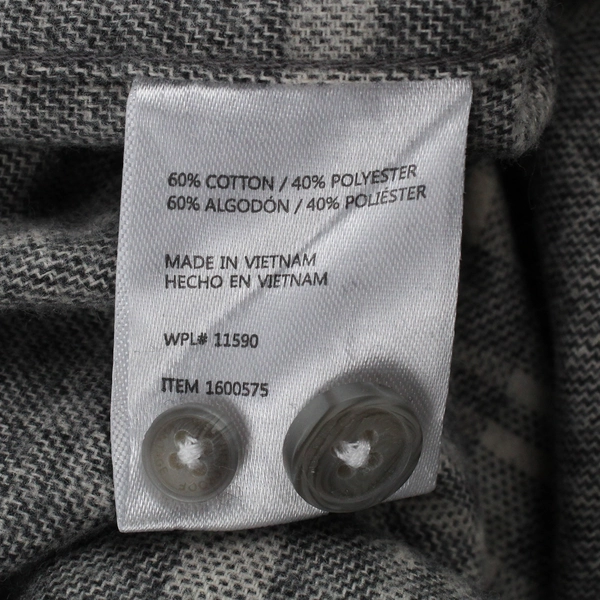 60% COTTON / 40% POLYESTER
60% ALGODÓN / 40% POLIÉSTER
MADE IN VIETNAM
HECHO EN VIETNAM
WPL# 11590
ITEM 1600575